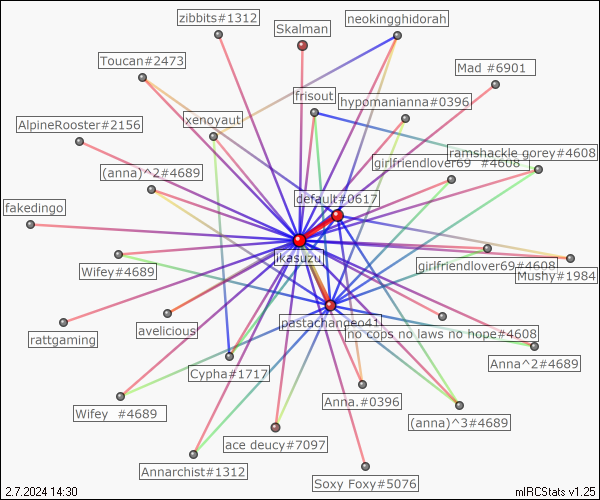 zibbits#1312
neokingghidorah
Skalman
Toucan#2473
Mad #6901
frisout
hypomanianna#0396
xenoyaut
AlpineRooster#2156
ramshackle gorey#4608
girlfriendlover69 #4608
(anna)^2#4689
default#0617
fakedingo
ikasuzu
Wifey#4689
girlfriendlover69#4608
Mushy#1984
pastachandeo41
rattgaming
avelicious
no cops no laws no hope#4608
Anna^2#4689
Cypha#1717
Anna.#0396
Wifey #4689
(anna)^3#4689
ace deucy#7097
Annarchist#1312
Soxy Foxy#5076
2.7.2024 14:30
mIRCStats v1.25